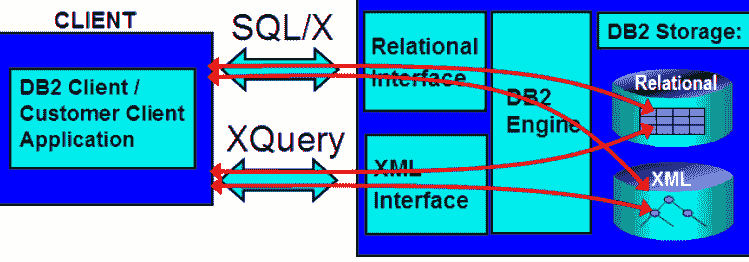 CLIENT
DB2 Client /
Customer Client
Application
SQL/X
XQuery
Relational
Interface
XML
Interface
DB2
Engine
DB2 Storage:
Relational
XML